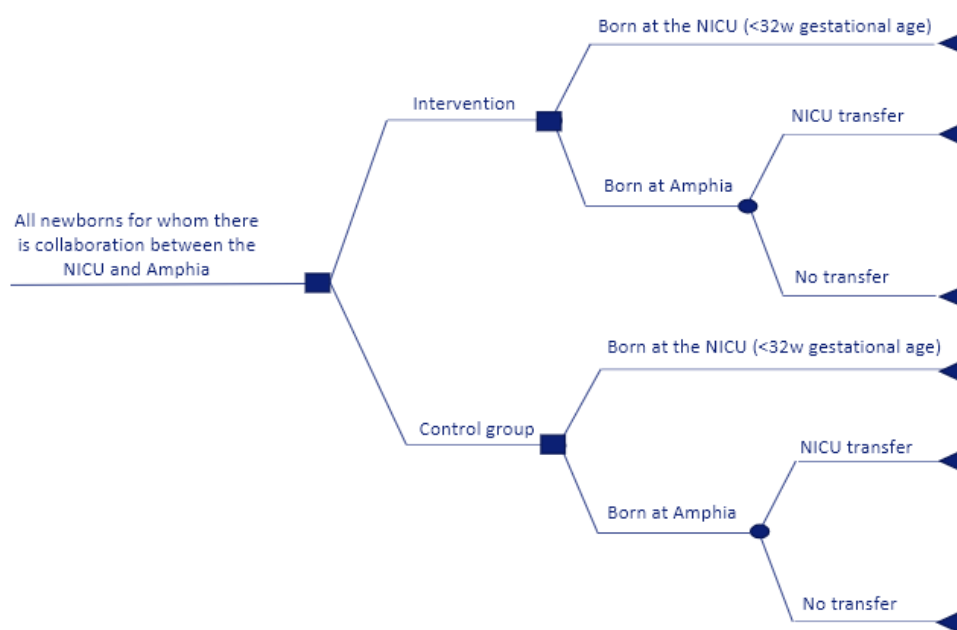 Born at the NICU (<32w gestational age)
Intervention
NICU transfer
Born at Amphia
All newborns for whom there
is collaboration between the
NICU and Amphia
No transfer
Born at the NICU (<32w gestational age)
Control group
NICU transfer
Born at Amphia
No transfer